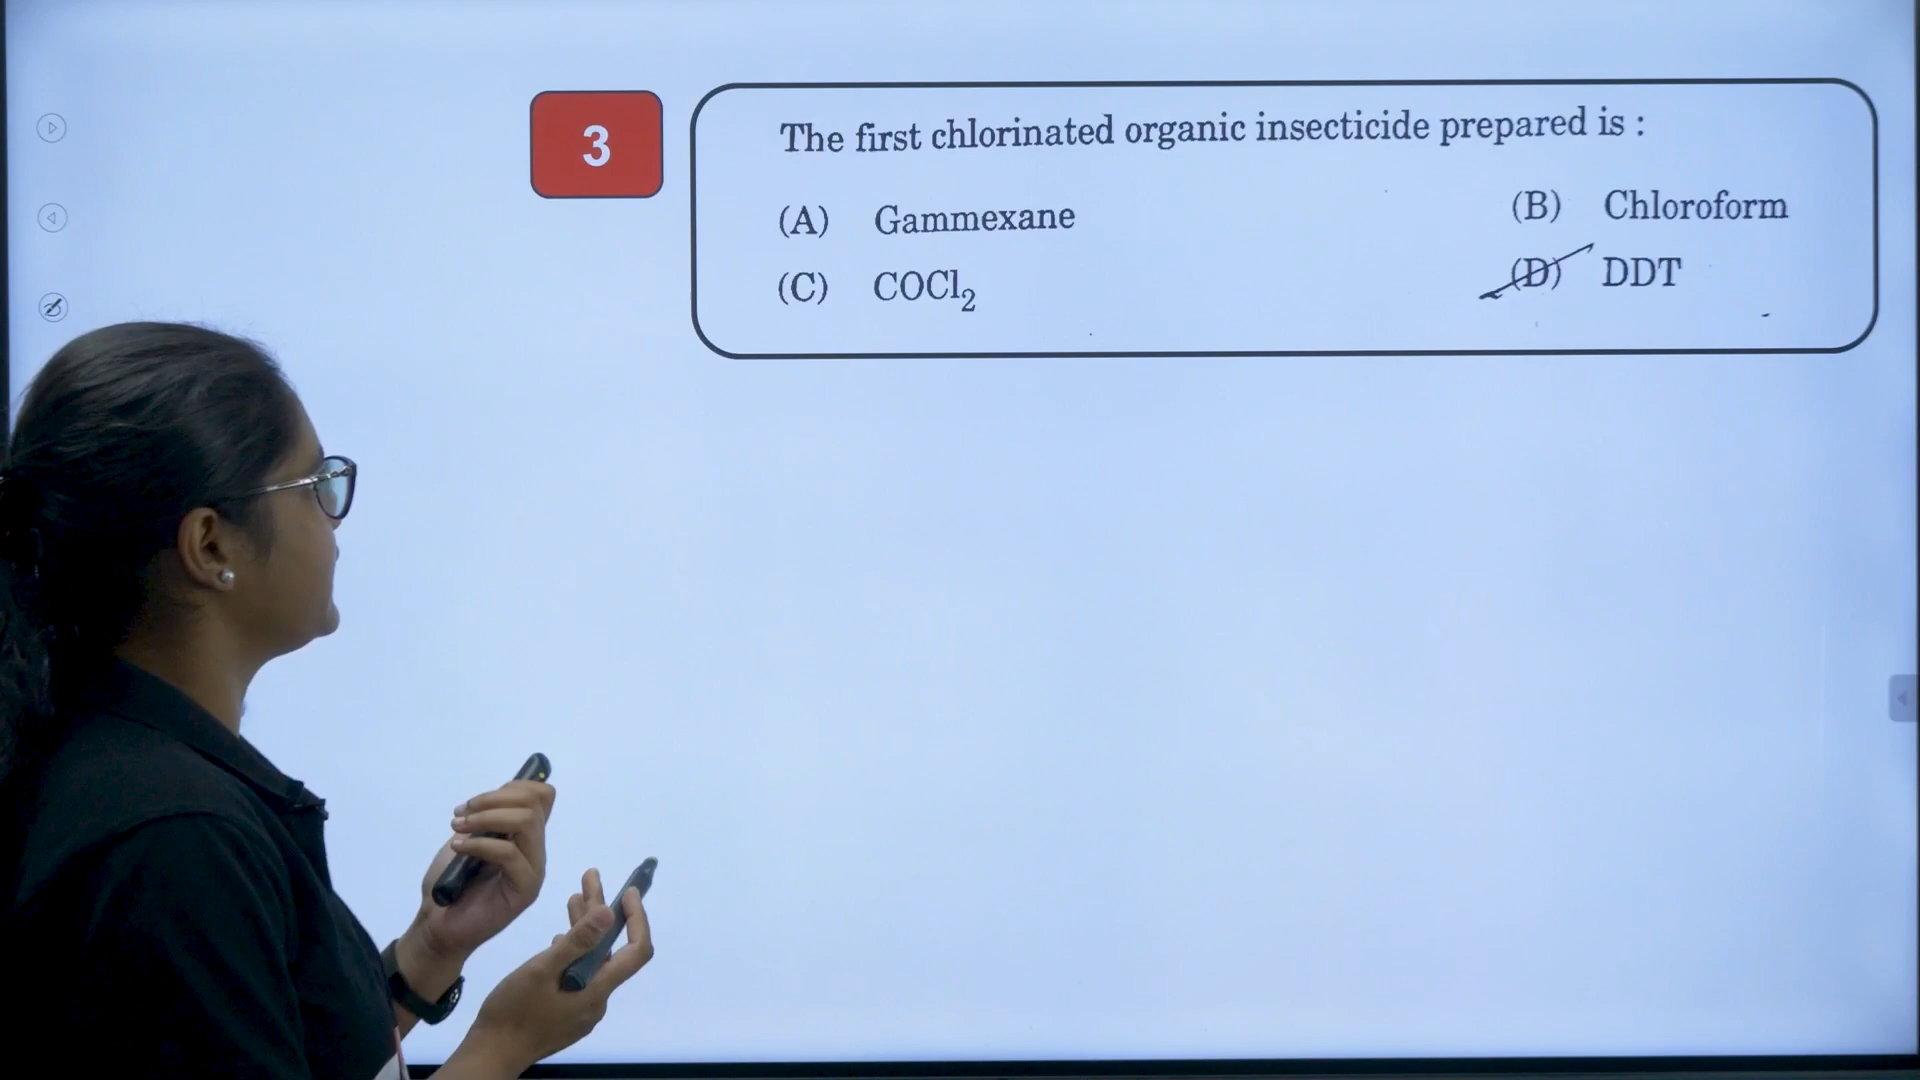 3
The first chlorinated organic insecticide prepared is :
(A) Gammexane
(B) Chloroform
(C) COCl₂
(D) DDT